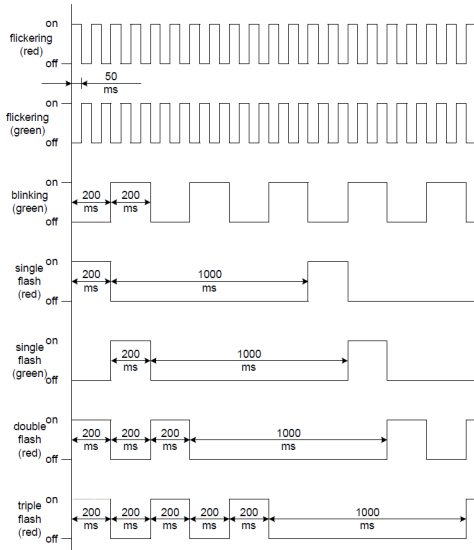 on
flickering
(red)
off
50
ms
on
flickering
(green)
off
on
blinking
(green)
off
200 200
ms ms
on
single
flash
(red)
off
200 1000
ms ms
on
single
flash
(green)
off
200 1000
ms ms
on
double
flash
(red)
off
200 200 200 1000
ms ms ms ms
on
triple
flash
(red)
off
200 200 200 200 200 1000
ms ms ms ms ms ms